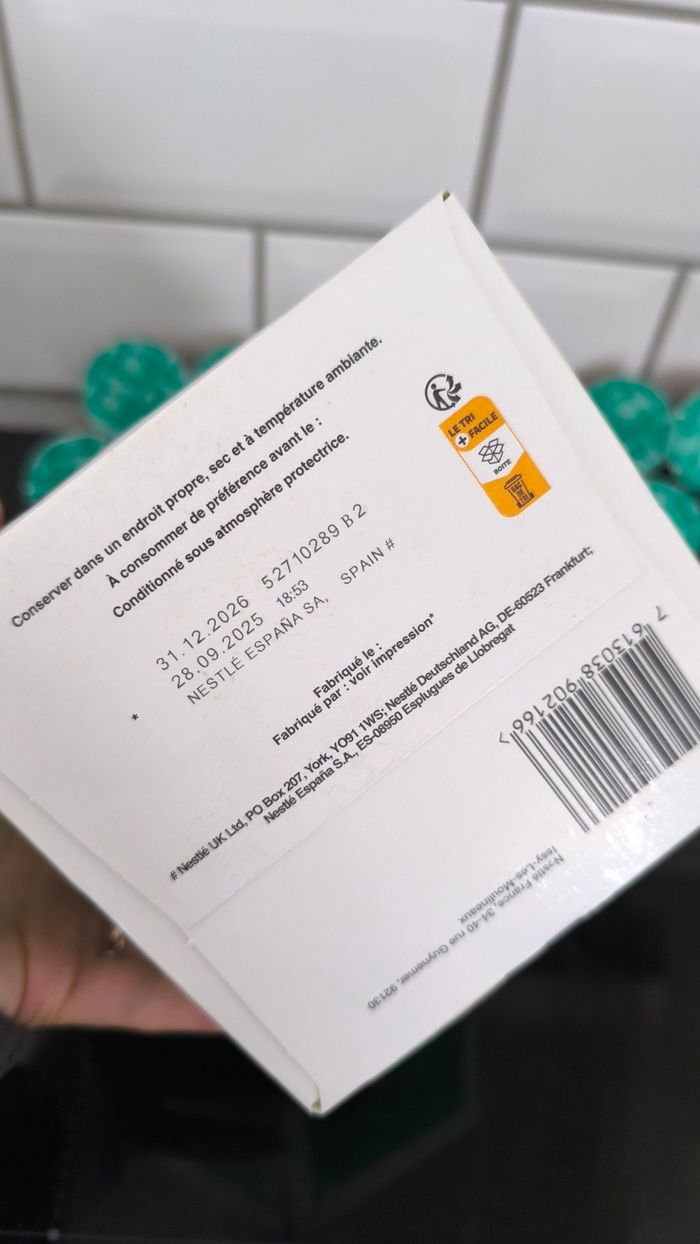 Conserver dans un endroit propre, sec et à température ambiante.
À consommer de préférence avant le :
Conditionné sous atmosphère protectrice.
31.12.2026 52710289 B 2
28.09.2025 18:53
NESTLÉ ESPAÑA SA, SPAIN #
*
Fabriqué le :
Fabriqué par : voir impression*
# Nestlé UK Ltd, PO Box 207, York, YO91 1WS; Nestlé Deutschland AG, DE-60523 Frankfurt;
Nestlé España S.A., ES-08950 Esplugues de Llobregat
LE TRI
+ FACILE
BOITE
BAC
DE
TRI
7 613038 902166 >
Nestlé France, 34-40 rue Guynemer, 92130
Issy-Les-Moulineaux